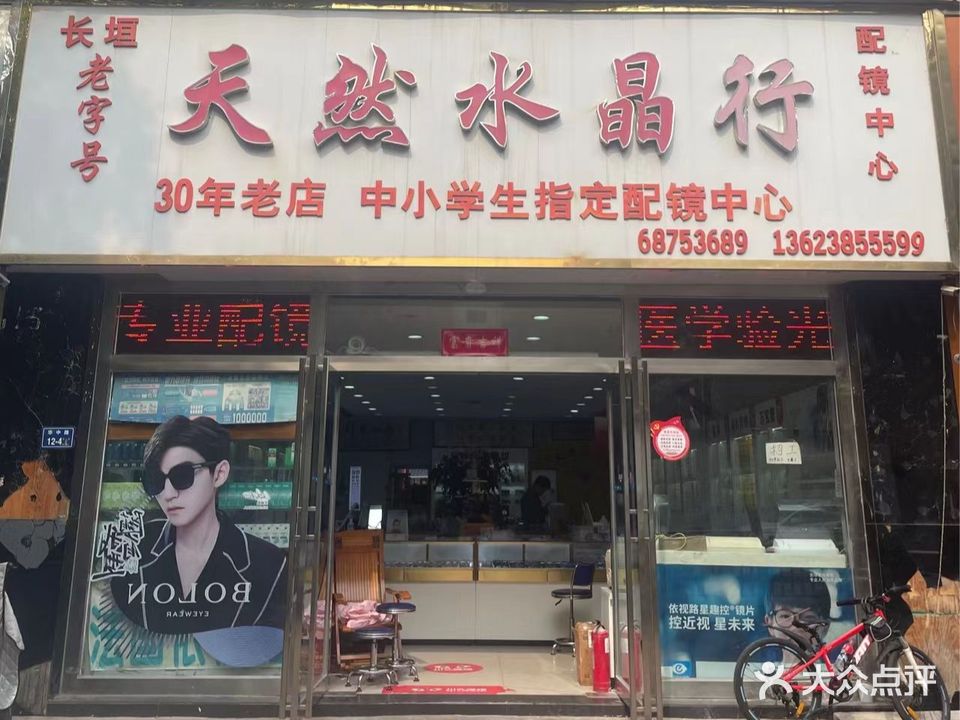 长垣
老字号
天然水晶行
配镜中心
30年老店 中小学生指定配镜中心
68753689 13623855599
专业配镜
医学验光
1000000
招工
BOLON
EYEWEAR
依视路星趣控®镜片
控近视 星未来
大众点评